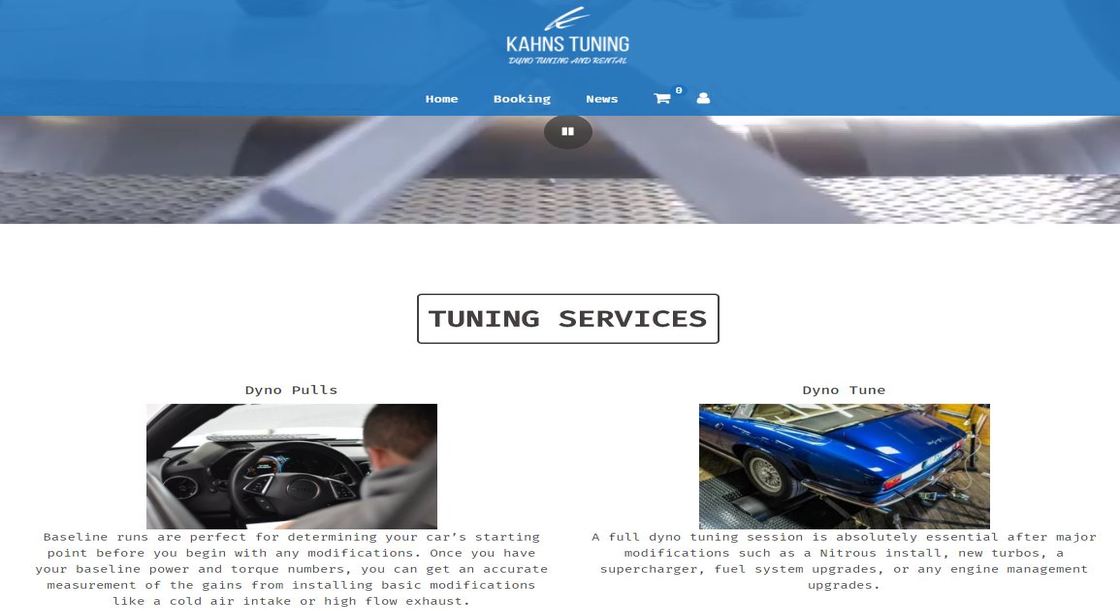 KAHNS TUNING
DYNO TUNING AND RENTAL
Home Booking News 0
TUNING SERVICES
Dyno Pulls
Baseline runs are perfect for determining your car's starting
point before you begin with any modifications. Once you have
your baseline power and torque numbers, you can get an accurate
measurement of the gains from installing basic modifications
like a cold air intake or high flow exhaust.
Dyno Tune
A full dyno tuning session is absolutely essential after major
modifications such as a Nitrous install, new turbos, a
supercharger, fuel system upgrades, or any engine management
upgrades.